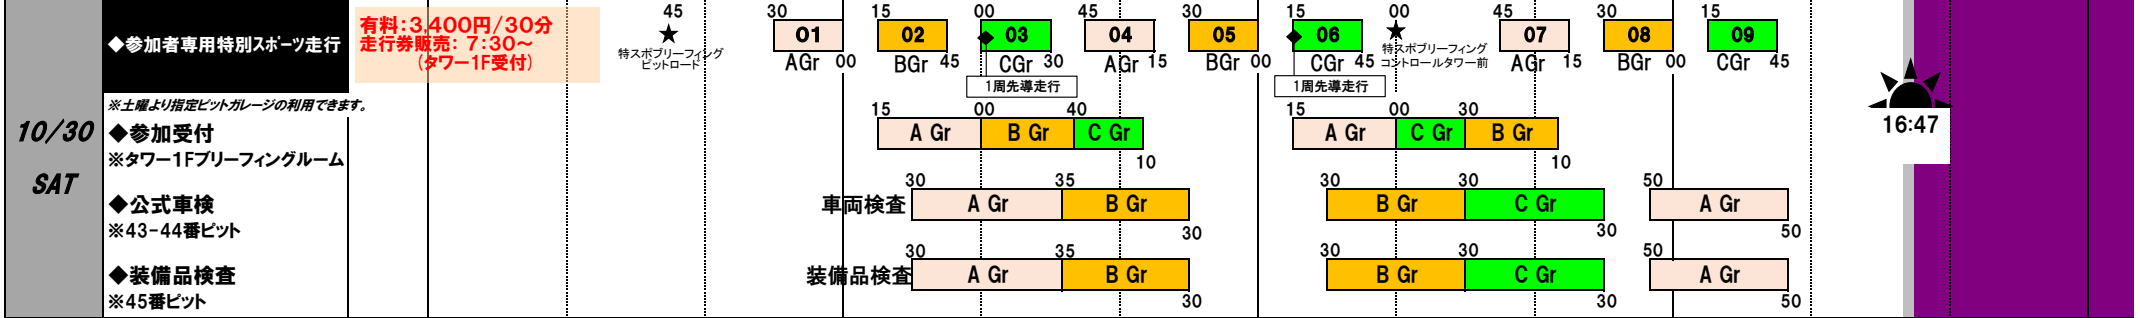 45 30 15 00 45 30 15 00 45 30 15
◆参加者専用特別スポーツ走行
有料:3,400円/30分
走行券販売: 7:30~
(タワー1F受付)
★
特スポブリーフィング
ピットロード
01 02 03 04 05 06 07 08 09
AGr 00 BGr 45 CGr 30 AGr 15 BGr 00 CGr 45 AGr 15 BGr 00 CGr 45
★
特スポブリーフィング
コントロールタワー前
1周先導走行 1周先導走行
※土曜より指定ピットガレージの利用できます。
10/30
SAT
16:47
15 00 40 15 00 30
◆参加受付
A Gr B Gr C Gr A Gr C Gr B Gr
※タワー1Fブリーフィングルーム
10 10
30 35 30 30 50
◆公式車検
車両検査 A Gr B Gr B Gr C Gr A Gr
※43-44番ピット
30 30 50
30 35 30 30 50
◆装備品検査
装備品検査 A Gr B Gr B Gr C Gr A Gr
※45番ピット
30 30 50